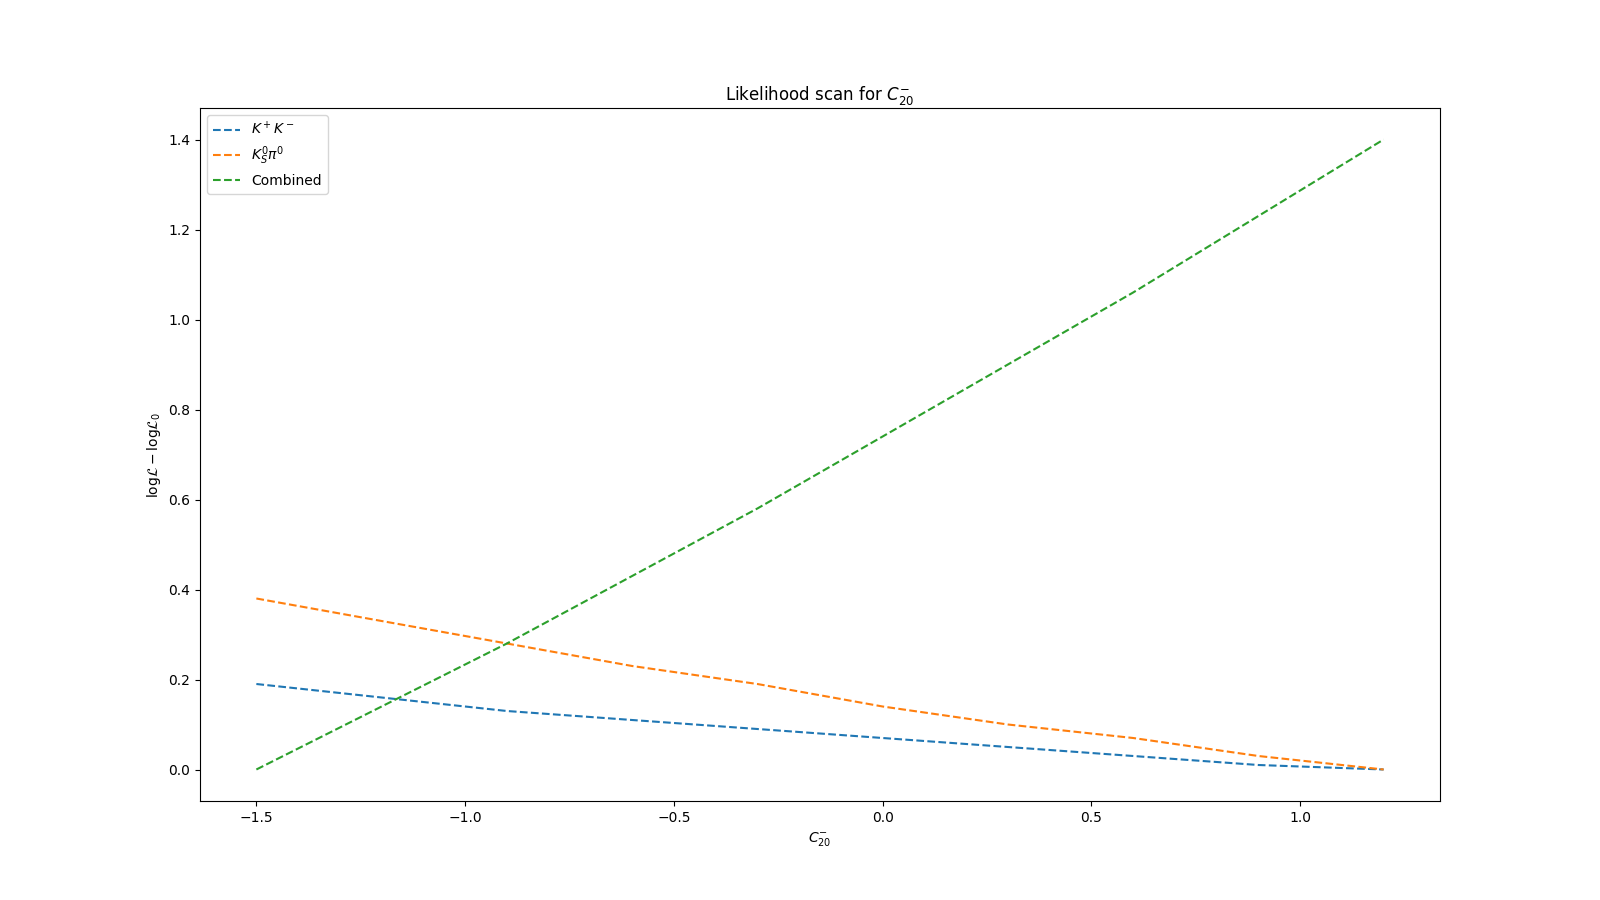 Likelihood scan for $C_{20}^{-}$
$K^+K^-$
$K_S^0\pi^0$
Combined
1.4
1.2
1.0
0.8
0.6
0.4
0.2
0.0
$\log\mathcal{L} - \log\mathcal{L}_0$
−1.5 −1.0 −0.5 0.0 0.5 1.0
$C_{20}^{-}$